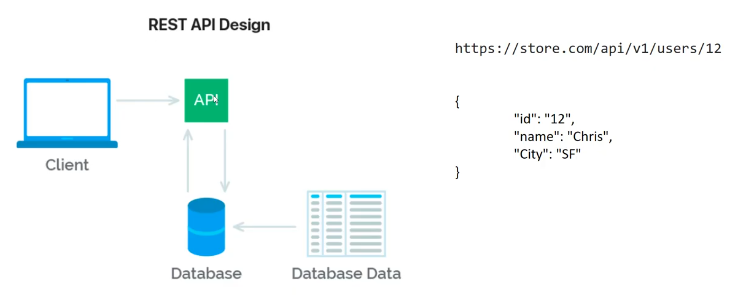 REST API Design
API
Client
Database
Database Data
https://store.com/api/v1/users/12
{
"id": "12",
"name": "Chris",
"City": "SF"
}